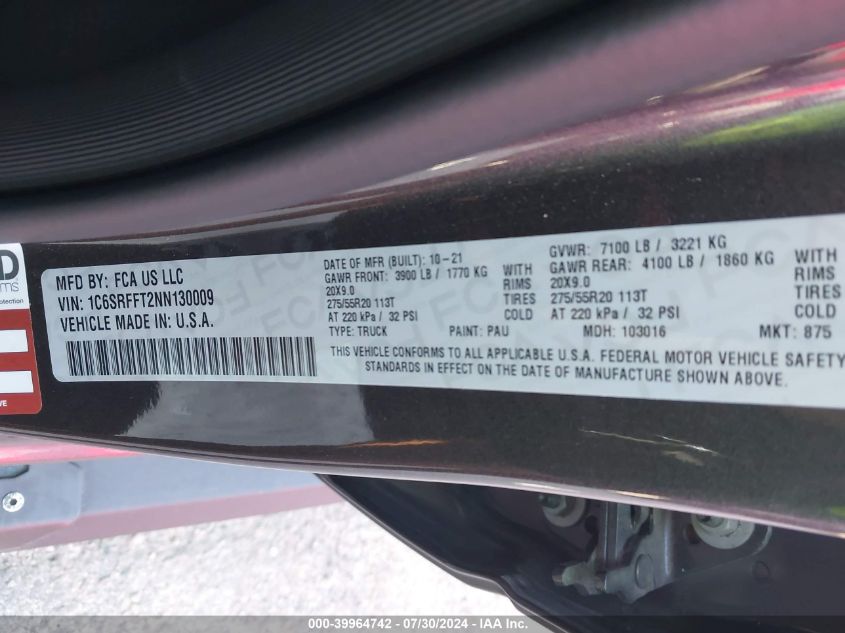 D
ms
rotection
VE
MFD BY: FCA US LLC
VIN: 1C6SRFFT2NN130009
VEHICLE MADE IN: U.S.A.
DATE OF MFR (BUILT): 10-21
GAWR FRONT: 3900 LB / 1770 KG WITH
20X9.0 RIMS
275/55R20 113T TIRES
AT 220 kPa / 32 PSI COLD
TYPE: TRUCK PAINT: PAU
GVWR: 7100 LB / 3221 KG
GAWR REAR: 4100 LB / 1860 KG WITH
20X9.0 RIMS
275/55R20 113T TIRES
AT 220 kPa / 32 PSI COLD
MDH: 103016 MKT: 875
THIS VEHICLE CONFORMS TO ALL APPLICABLE U.S.A. FEDERAL MOTOR VEHICLE SAFETY
STANDARDS IN EFFECT ON THE DATE OF MANUFACTURE SHOWN ABOVE.
000-39964742 / 07/30/2024 - IAA Inc.